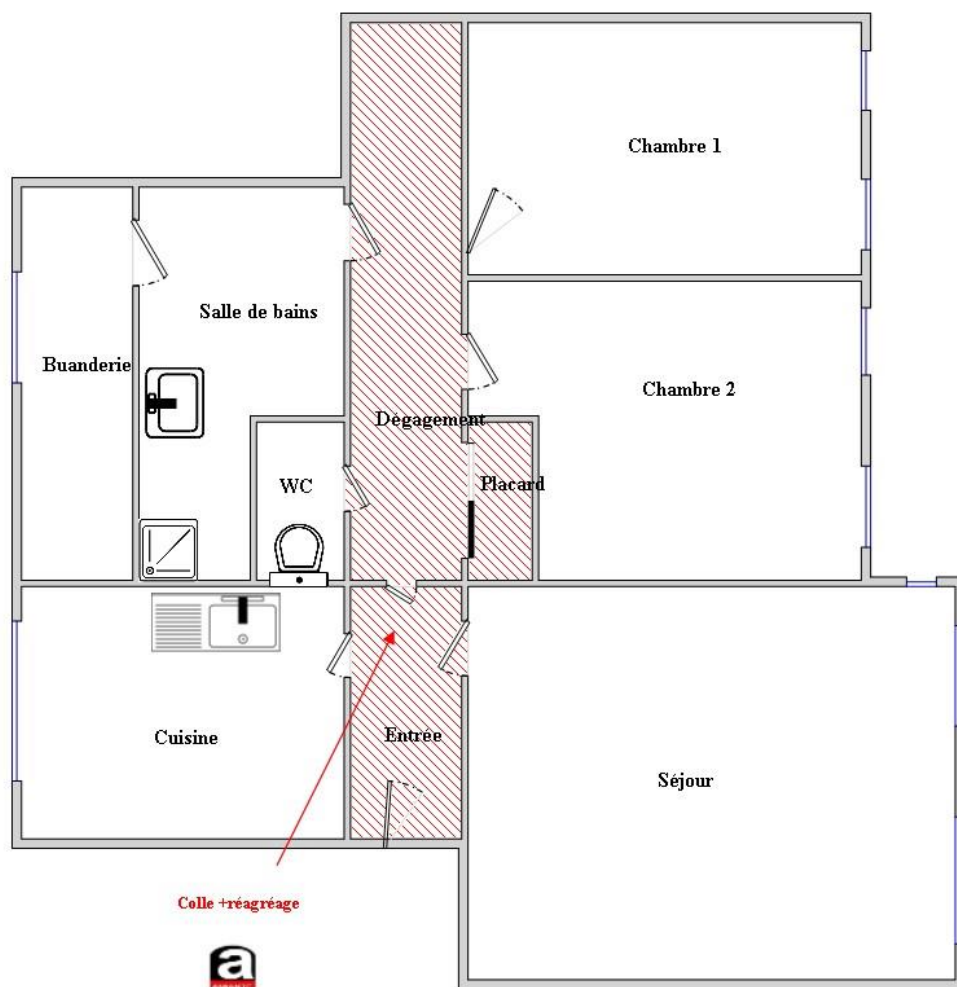 Chambre 1
Salle de bains
Buanderie
Chambre 2
Dégagement
WC
Placard
Cuisine
Entrée
Séjour
Colle +réagréage
a